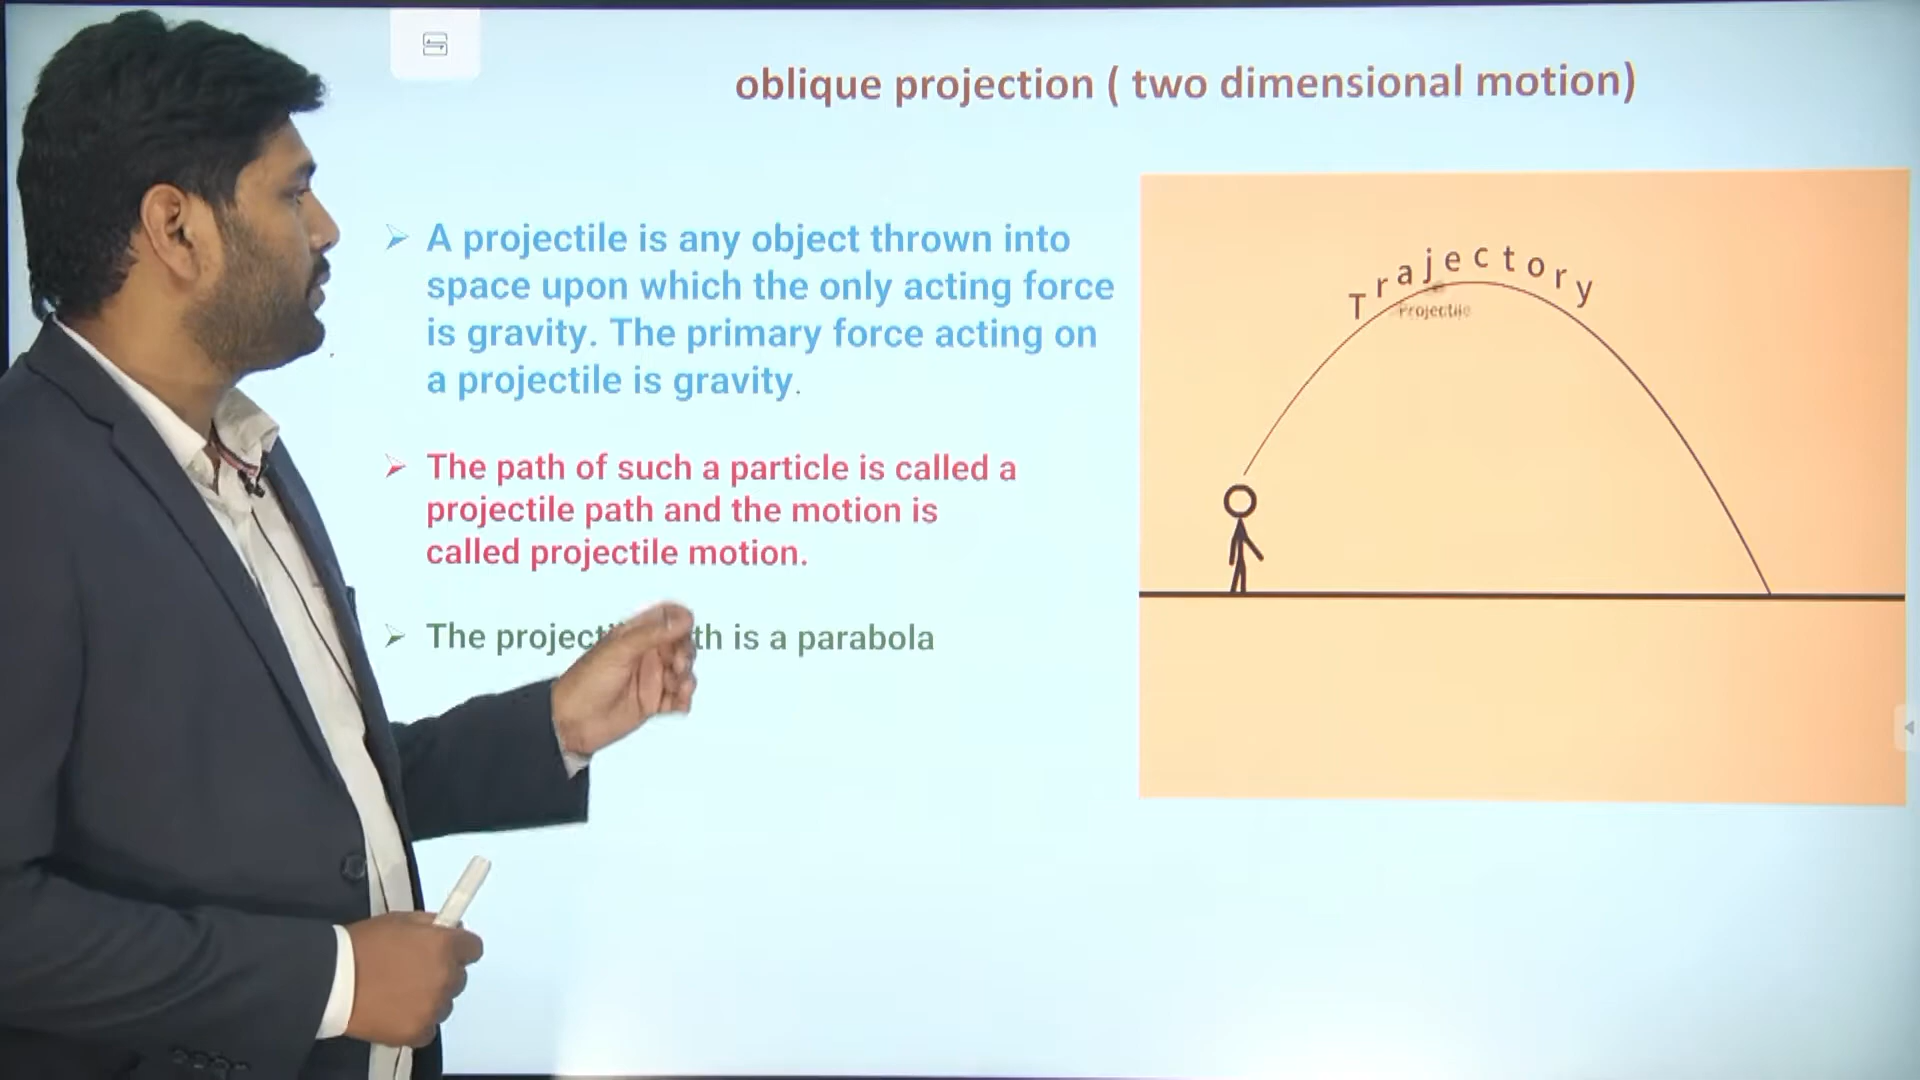 oblique projection ( two dimensional motion)
➢ A projectile is any object thrown into
space upon which the only acting force
is gravity. The primary force acting on
a projectile is gravity.
➢ The path of such a particle is called a
projectile path and the motion is
called projectile motion.
➢ The is a parabola
Trajectory
Projectile